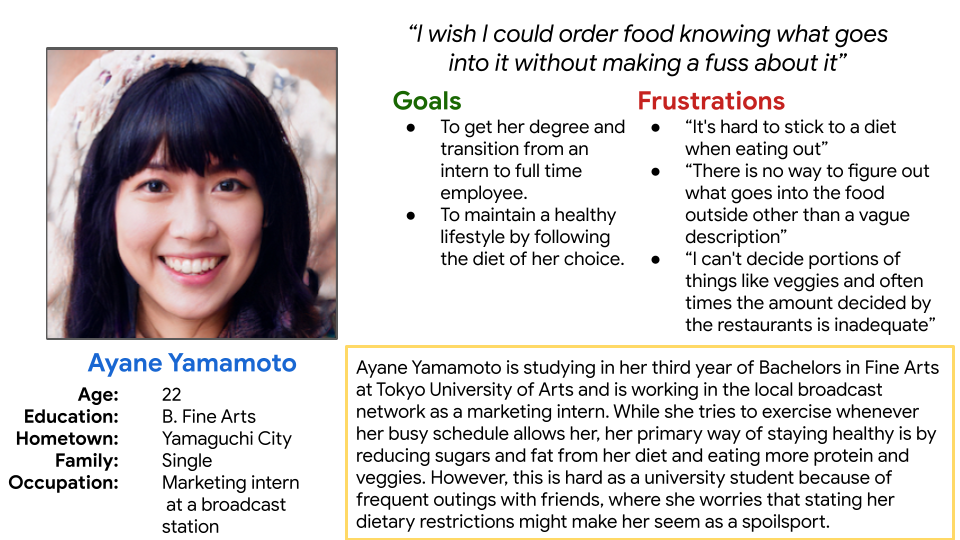 “I wish I could order food knowing what goes
into it without making a fuss about it”
Goals
● To get her degree and
transition from an
intern to full time
employee.
● To maintain a healthy
lifestyle by following
the diet of her choice.
Frustrations
● “It's hard to stick to a diet
when eating out”
● “There is no way to figure out
what goes into the food
outside other than a vague
description”
● “I can't decide portions of
things like veggies and often
times the amount decided by
the restaurants is inadequate”
Ayane Yamamoto
Age: 22
Education: B. Fine Arts
Hometown: Yamaguchi City
Family: Single
Occupation: Marketing intern
at a broadcast
station
Ayane Yamamoto is studying in her third year of Bachelors in Fine Arts
at Tokyo University of Arts and is working in the local broadcast
network as a marketing intern. While she tries to exercise whenever
her busy schedule allows her, her primary way of staying healthy is by
reducing sugars and fat from her diet and eating more protein and
veggies. However, this is hard as a university student because of
frequent outings with friends, where she worries that stating her
dietary restrictions might make her seem as a spoilsport.